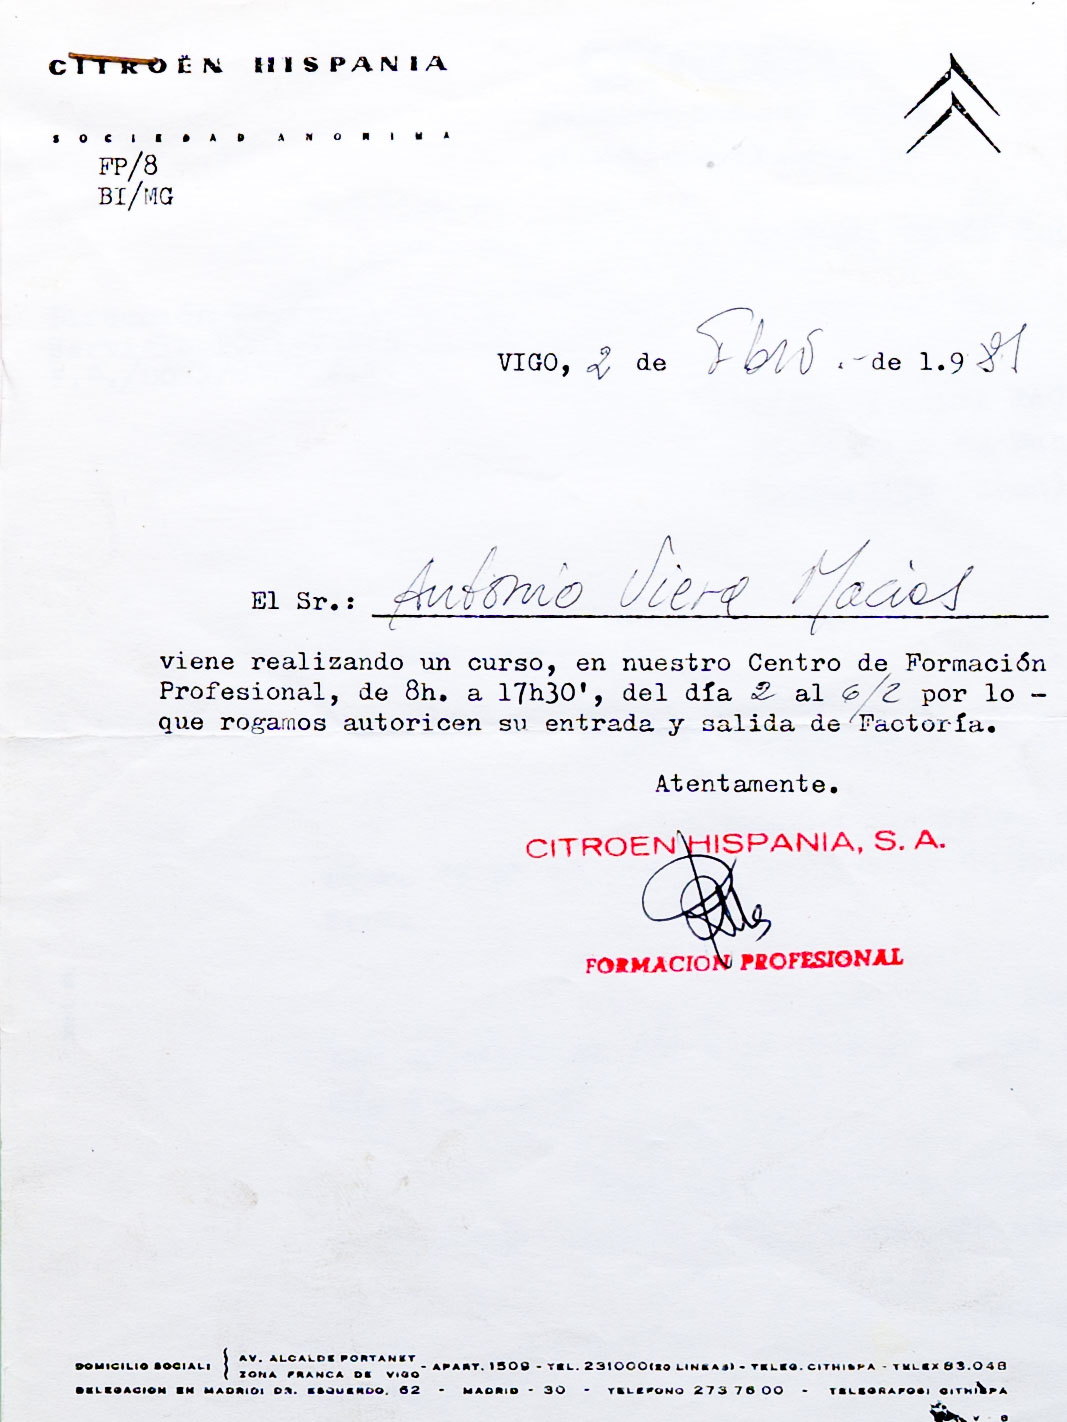 CITROËN HISPANIA
SOCIEDAD ANONIMA
FP/8
BI/MG
VIGO, 2 de Fbro .- de 1.981
El Sr.: Antonio Viera Macias
viene realizando un curso, en nuestro Centro de Formación
Profesional, de 8h. a 17h30', del día 2 al 6/2 por lo -
que rogamos autoricen su entrada y salida de Factoría.
Atentamente.
CITROEN HISPANIA, S. A.
FORMACION PROFESIONAL
DOMICILIO SOCIAL: { AV. ALCALDE PORTANET
ZONA FRANCA DE VIGO - APART. 1509 - TEL. 231000 (20 LINEAS) - TELEG. CITHISPA - TELEX 83.048
DELEGACION EN MADRID: DR. ESQUERDO, 62 - MADRID - 30 - TELEFONO 273 76 00 - TELEGRAFOS: CITHISPA